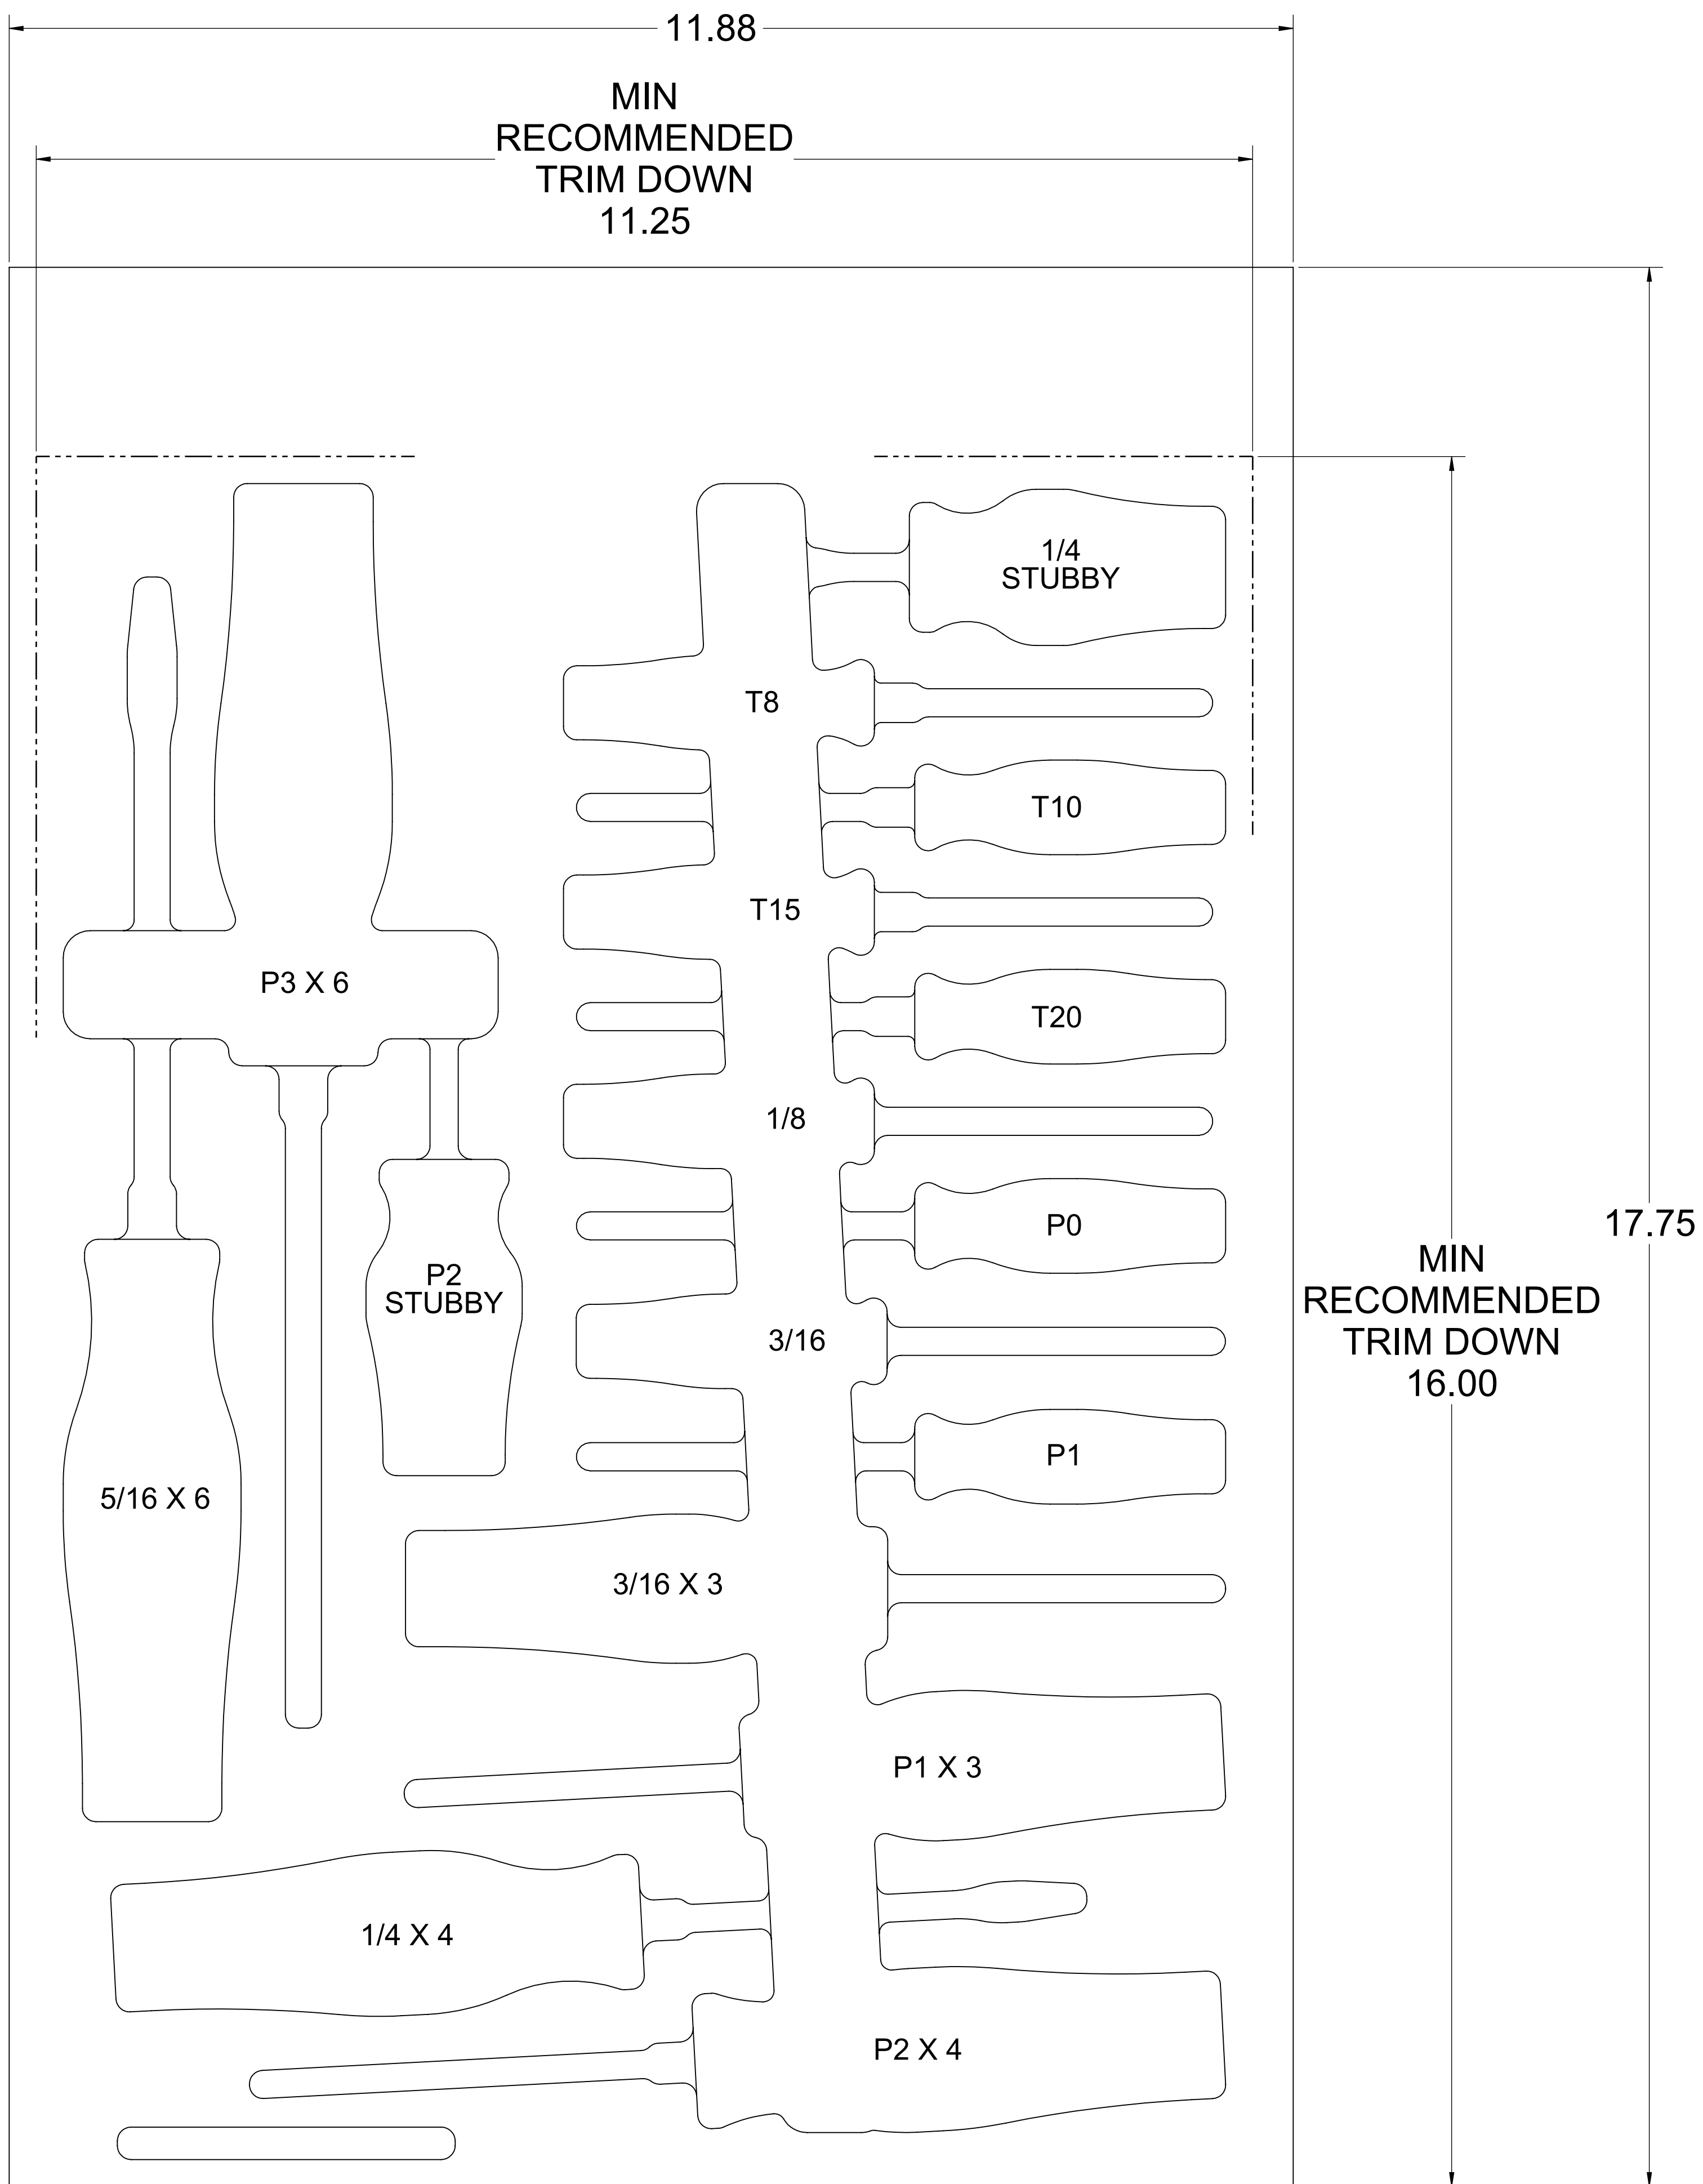 11.88
MIN
RECOMMENDED
TRIM DOWN
11.25
1/4
STUBBY
T8
T10
T15
P3 X 6
T20
1/8
P0
17.75
MIN
RECOMMENDED
TRIM DOWN
16.00
P2
STUBBY
3/16
P1
5/16 X 6
3/16 X 3
P1 X 3
1/4 X 4
P2 X 4